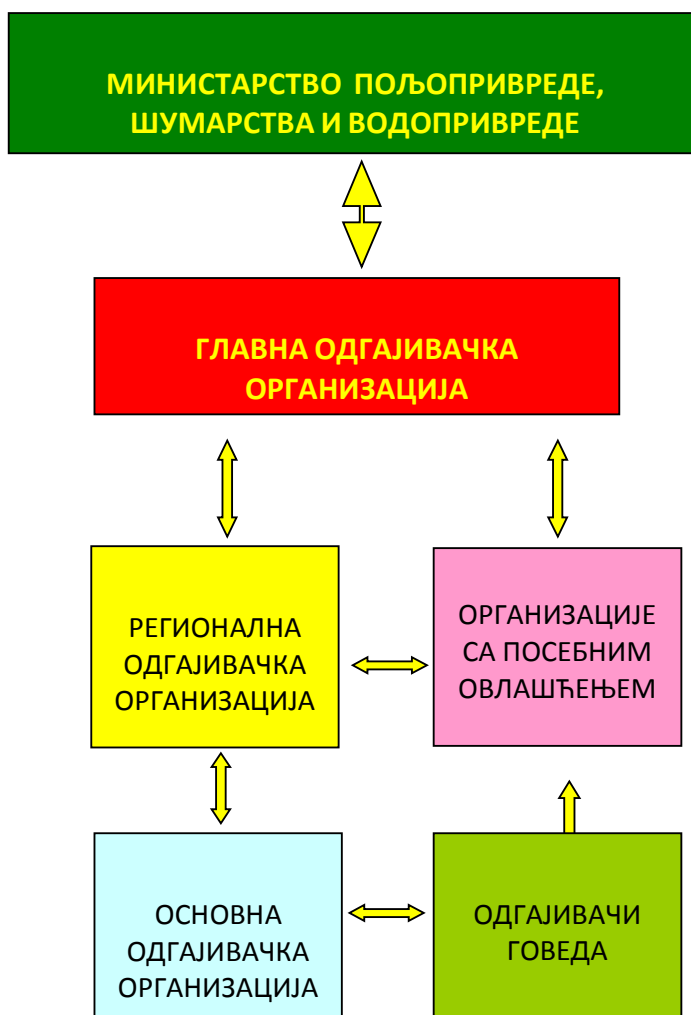 МИНИСТАРСТВО ПОЉОПРИВРЕДЕ,
ШУМАРСТВА И ВОДОПРИВРЕДЕ
ГЛАВНА ОДГАЈИВАЧКА
ОРГАНИЗАЦИЈА
РЕГИОНАЛНА
ОДГАЈИВАЧКА
ОРГАНИЗАЦИЈА
ОРГАНИЗАЦИЈЕ
СА ПОСЕБНИМ
ОВЛАШЋЕЊЕМ
ОСНОВНА
ОДГАЈИВАЧКА
ОРГАНИЗАЦИЈА
ОДГАЈИВАЧИ
ГОВЕДА